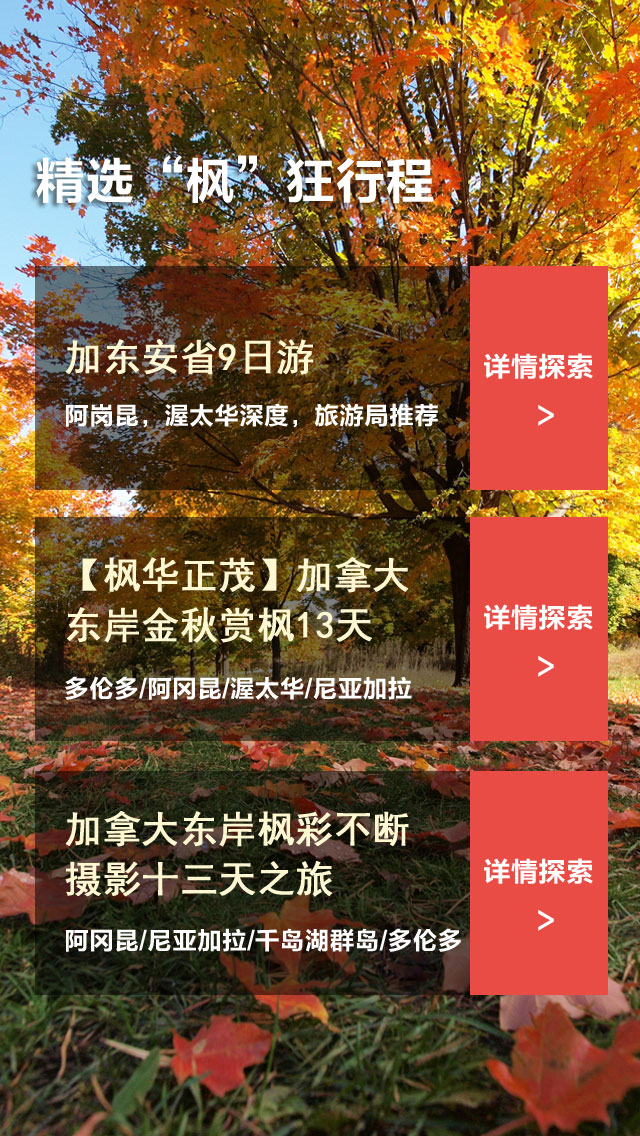 精选“枫”狂行程
加东安省9日游
阿岗昆，渥太华深度，旅游局推荐
详情探索
>
【枫华正茂】加拿大
东岸金秋赏枫13天
多伦多/阿冈昆/渥太华/尼亚加拉
详情探索
>
加拿大东岸枫彩不断
摄影十三天之旅
阿冈昆/尼亚加拉/千岛湖群岛/多伦多
详情探索
>